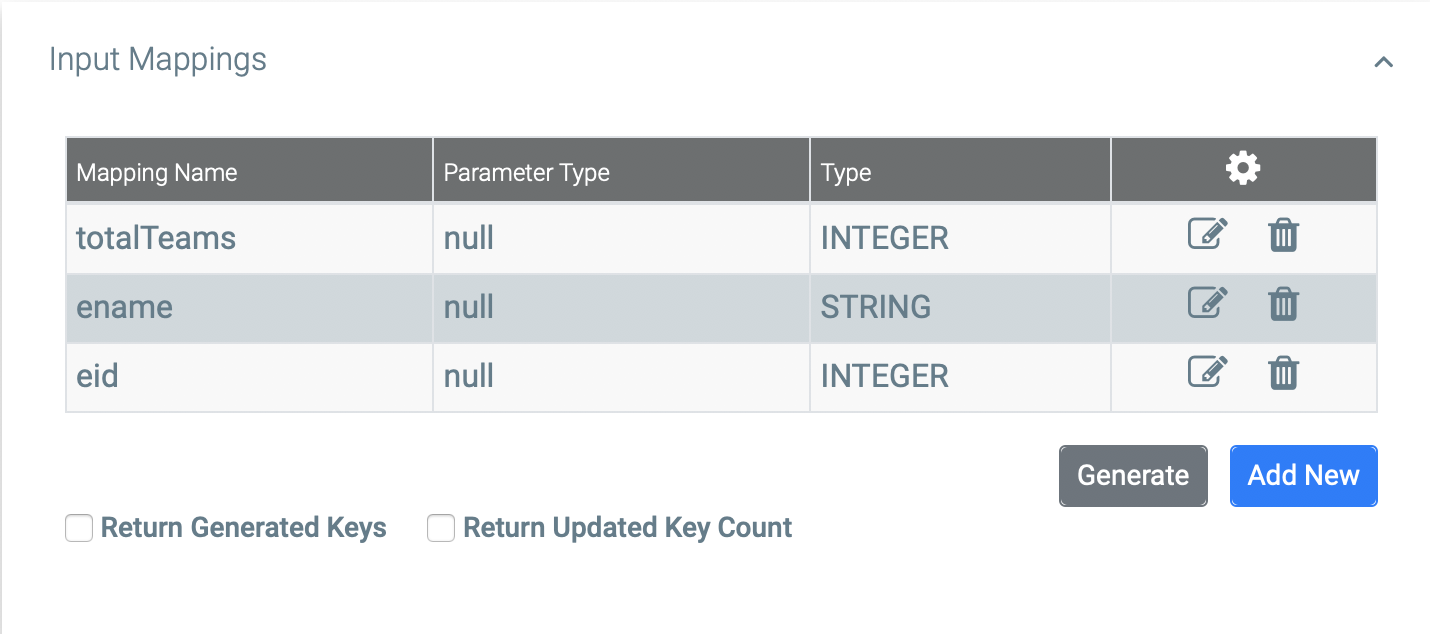 Input Mappings
Mapping Name Parameter Type Type
totalTeams null INTEGER
ename null STRING
eid null INTEGER
Generate Add New
Return Generated Keys Return Updated Key Count